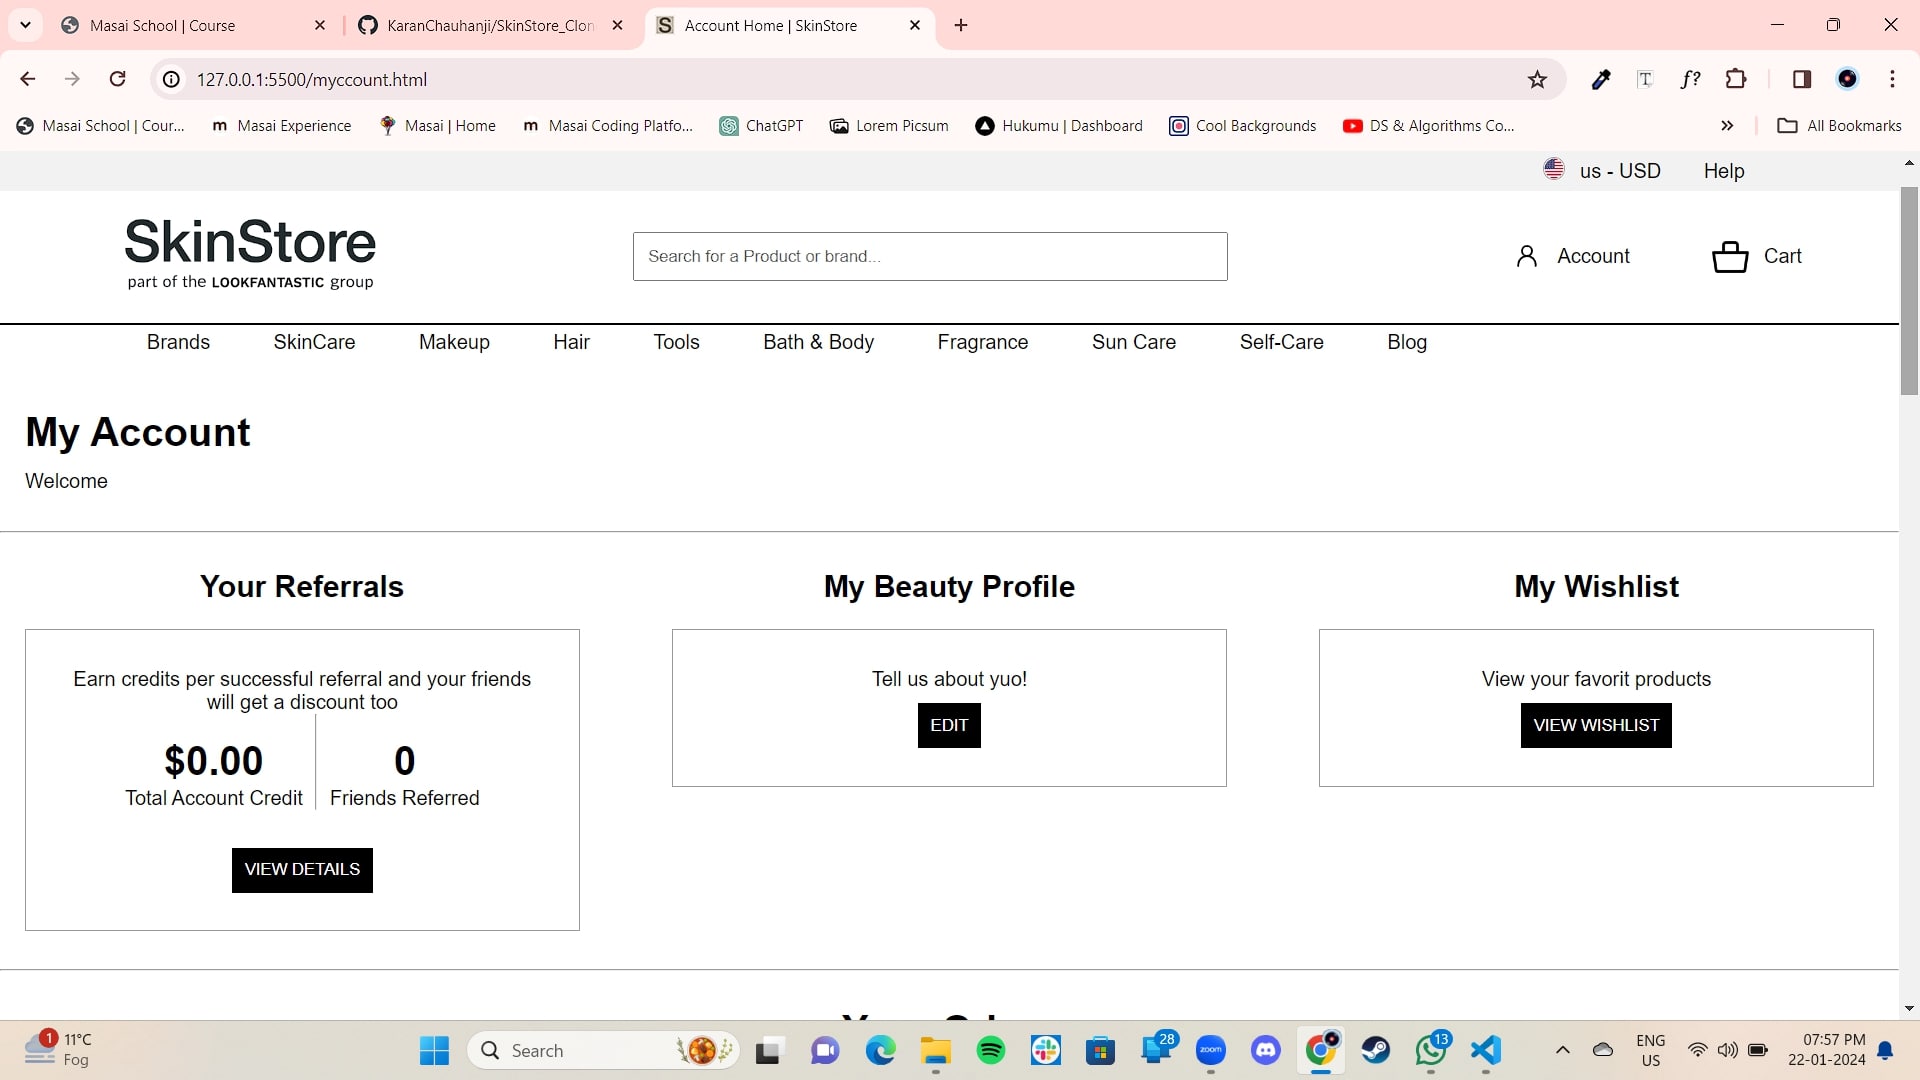 Masai School | Course
KaranChauhanji/SkinStore_Clon
S Account Home | SkinStore
127.0.0.1:5500/myccount.html
T
f?
Masai School | Cour...
m Masai Experience
Masai | Home
m Masai Coding Platfo...
ChatGPT
Lorem Picsum
Hukumu | Dashboard
Cool Backgrounds
DS & Algorithms Co...
All Bookmarks
us - USD
Help
SkinStore
part of the LOOKFANTASTIC group
Search for a Product or brand...
Account
Cart
Brands
SkinCare
Makeup
Hair
Tools
Bath & Body
Fragrance
Sun Care
Self-Care
Blog
My Account
Welcome
Your Referrals
Earn credits per successful referral and your friends
will get a discount too
$0.00
Total Account Credit
0
Friends Referred
VIEW DETAILS
My Beauty Profile
Tell us about yuo!
EDIT
My Wishlist
View your favorit products
VIEW WISHLIST
1
11°C
Fog
Search
28
zoom
13
ENG
US
07:57 PM
22-01-2024